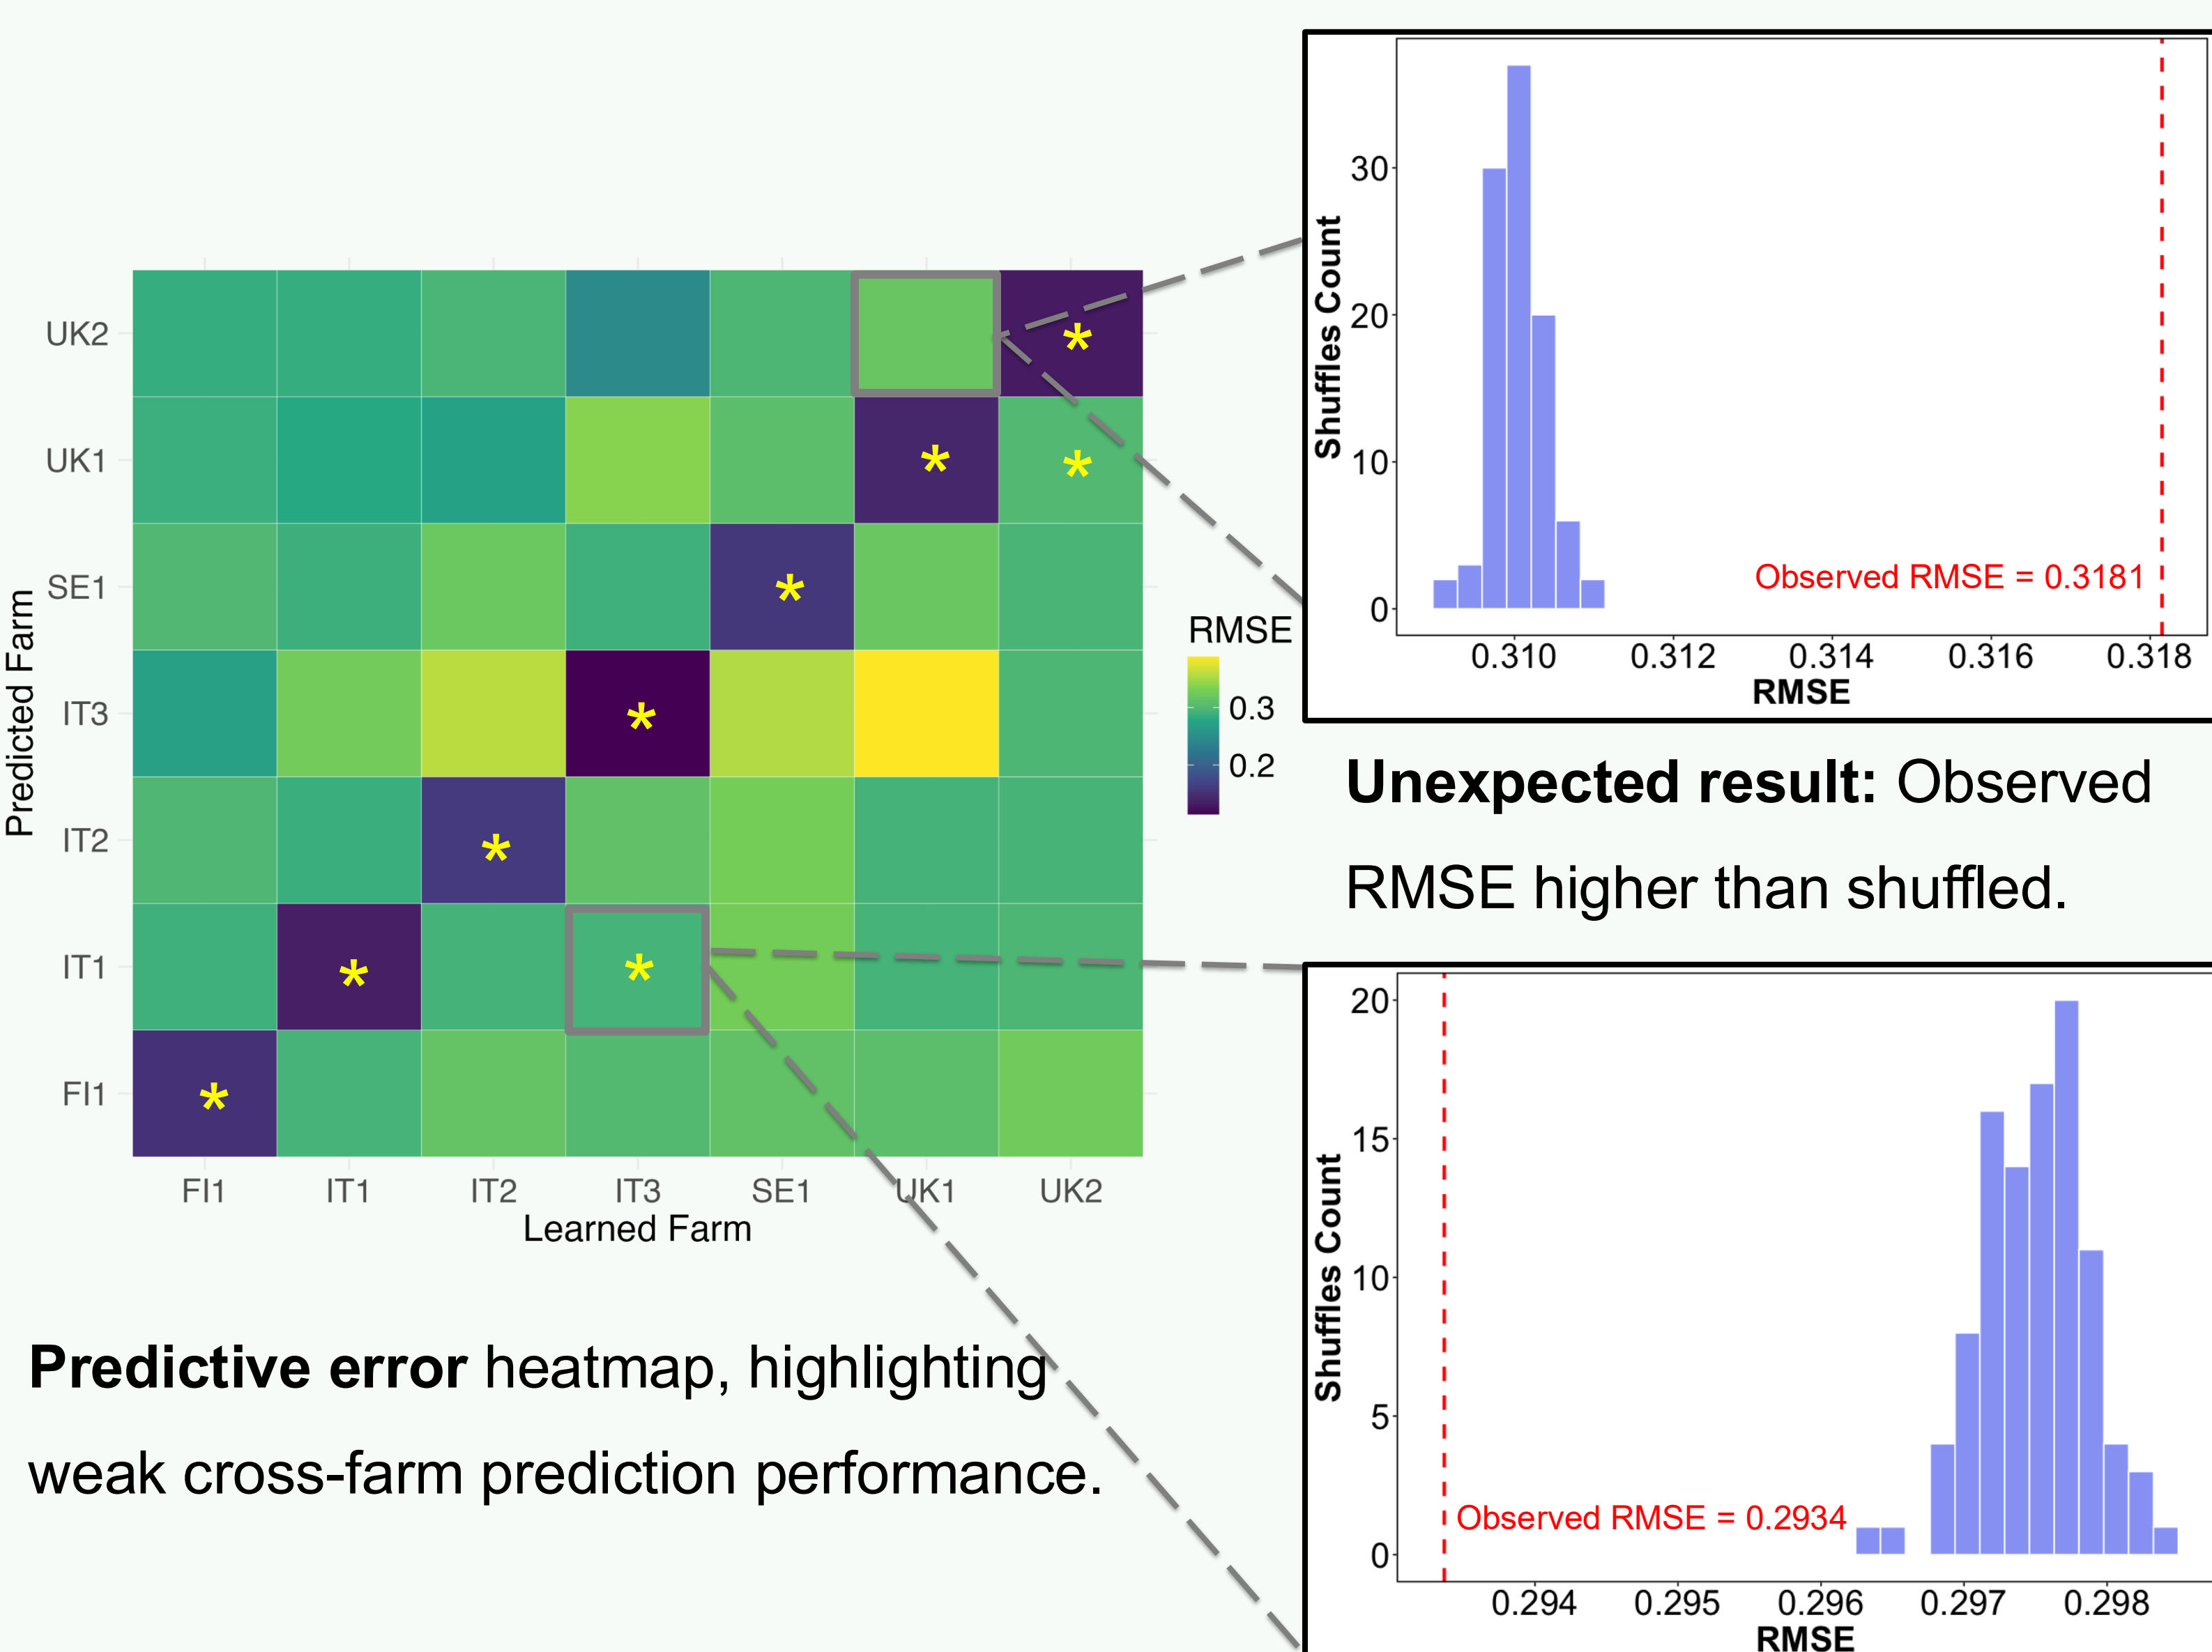 UK2
UK1
SE1
IT3
IT2
IT1
FI1
Predicted Farm
*
*
*
*
*
*
*
*
*
FI1
IT1
IT2
IT3
SE1
UK1
UK2
Learned Farm
RMSE
0.3
0.2
Predictive error heatmap, highlighting
weak cross-farm prediction performance.
Shuffles Count
30
20
10
0
Observed RMSE = 0.3181
0.310 0.312 0.314 0.316 0.318
RMSE
Unexpected result: Observed
RMSE higher than shuffled.
Shuffles Count
20
15
10
5
0
Observed RMSE = 0.2934
0.294 0.295 0.296 0.297 0.298
RMSE